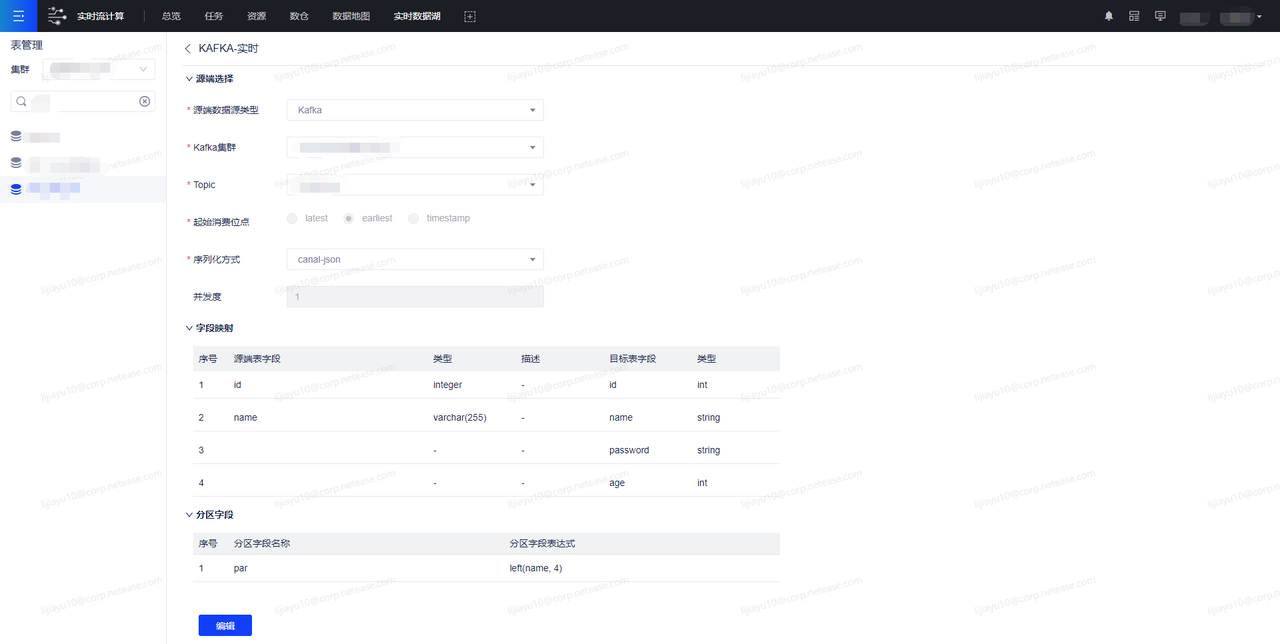 实时流计算 总览 任务 资源 数仓 数据地图 实时数据湖
表管理
集群
KAFKA-实时
源端选择
* 源端数据源类型 Kafka
* Kafka集群
* Topic
* 起始消费位点 latest earliest timestamp
* 序列化方式 canal-json
并发度 1
字段映射
序号 源端表字段 类型 描述 目标表字段 类型
1 id integer - id int
2 name varchar(255) - name string
3 - - password string
4 - - age int
分区字段
序号 分区字段名称 分区字段表达式
1 par left(name, 4)
编辑
lijiayu10@corp.netease.com